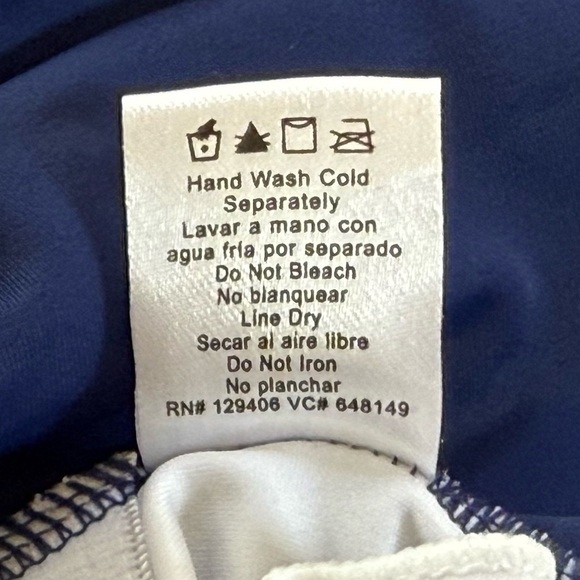 Hand Wash Cold
Separately
Lavar a mano con
agua fria por separado
Do Not Bleach
No blanquear
Line Dry
Secar al aire libre
Do Not Iron
No planchar
RN# 129406 VC# 648149